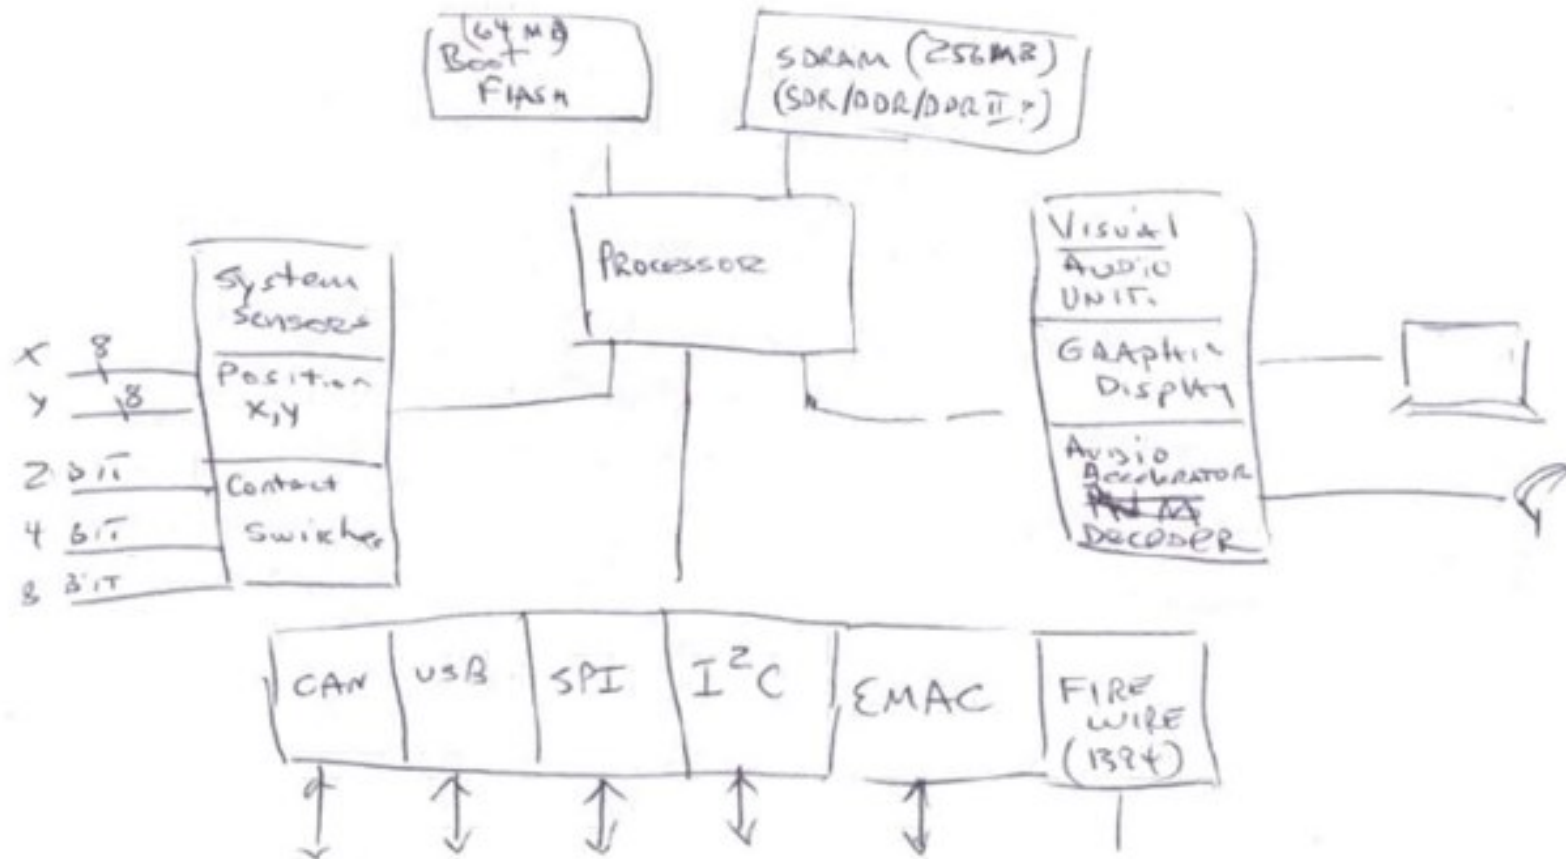 (64 MB)
Boot
Flash
SDRAM (256MB)
(SDR/DDR/DDR II?)
Processor
System
Sensors
Position
X,Y
Contact
Switches
X 8
Y 8
2 BIT
4 BIT
8 BIT
Visual
Audio
Unit.
Graphic
Display
Audio
Accelerator
Decoder
CAN
USB
SPI
I²C
EMAC
FIRE
WIRE
(1394)